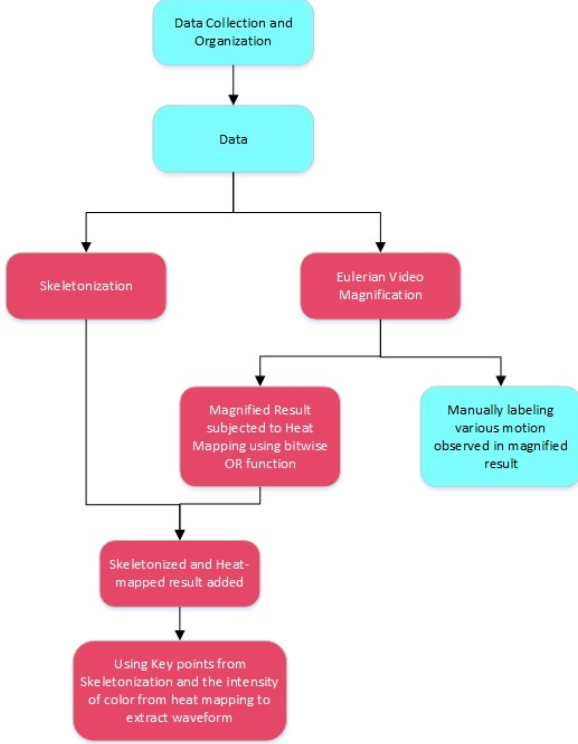 Data Collection and
Organization
Data
Skeletonization
Eulerian Video
Magnification
Magnified Result
subjected to Heat
Mapping using bitwise
OR function
Manually labeling
various motion
observed in magnified
result
Skeletonized and Heat-
mapped result added
Using Key points from
Skeletonization and the intensity
of color from heat mapping to
extract waveform